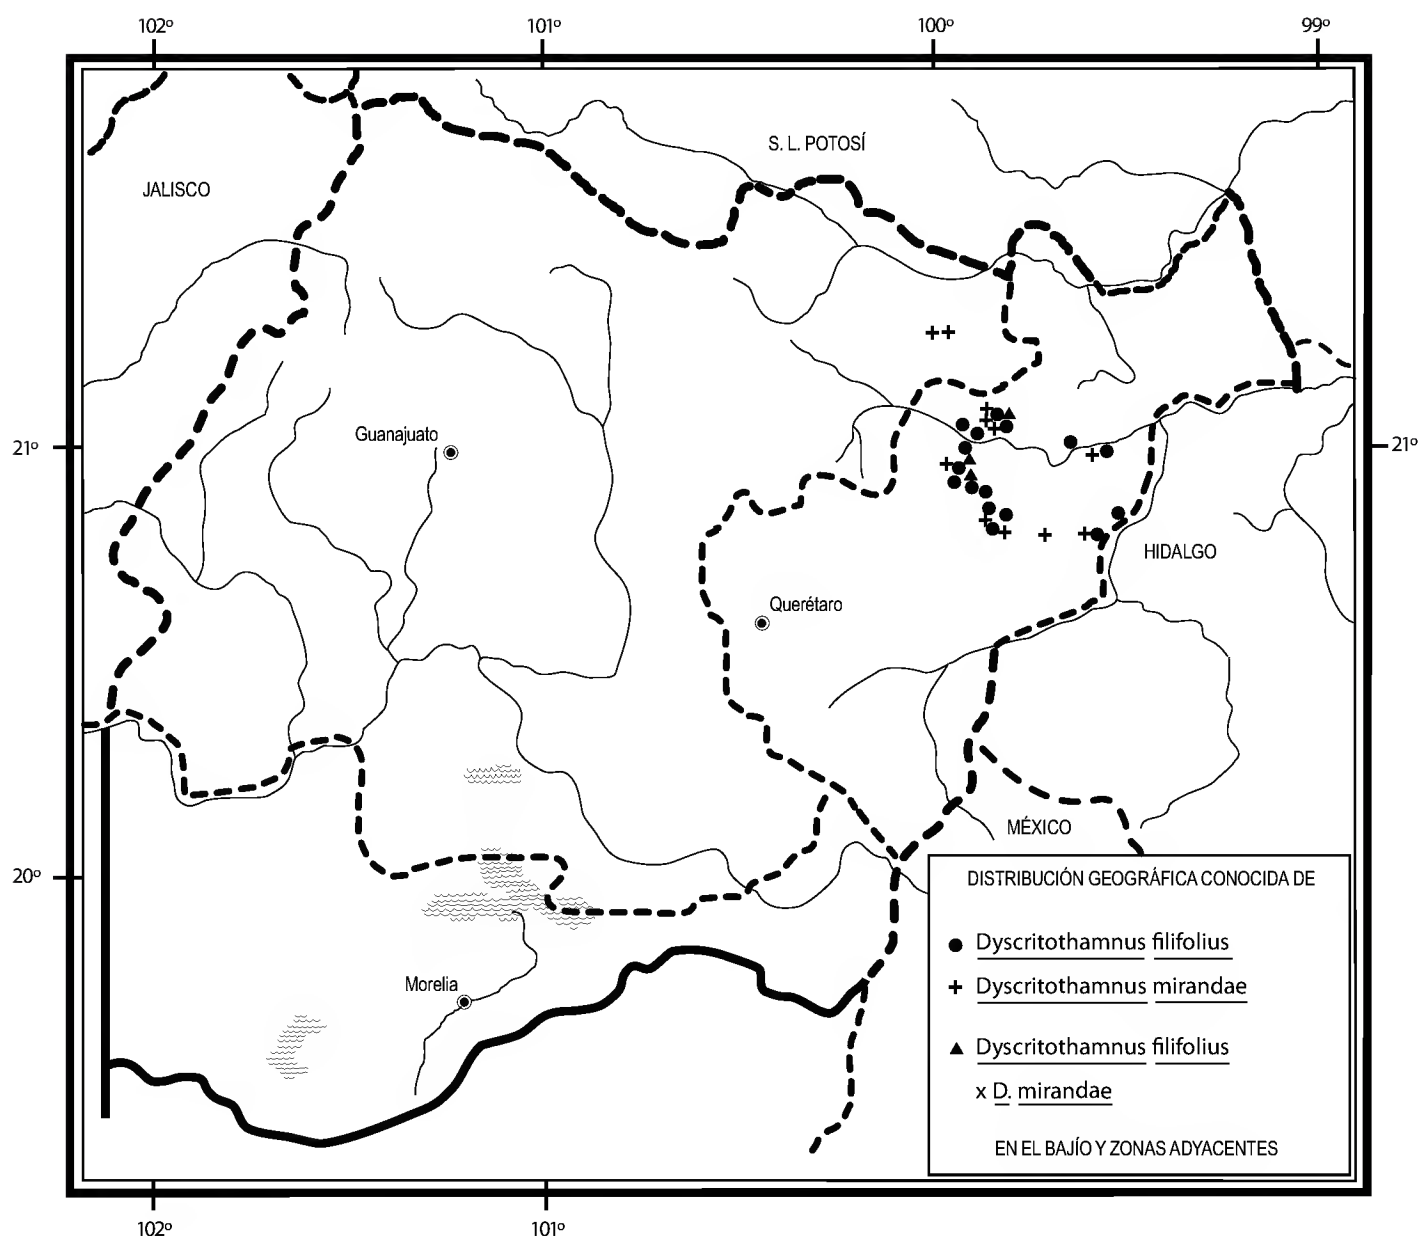 102º 101º 100º 99º
S. L. POTOSÍ
JALISCO
Guanajuato
21º
21º
HIDALGO
Querétaro
MÉXICO
20º
DISTRIBUCIÓN GEOGRÁFICA CONOCIDA DE
Dyscritothamnus filifolius
Dyscritothamnus mirandae
Morelia
Dyscritothamnus filifolius
x D. mirandae
EN EL BAJÍO Y ZONAS ADYACENTES
102º 101º